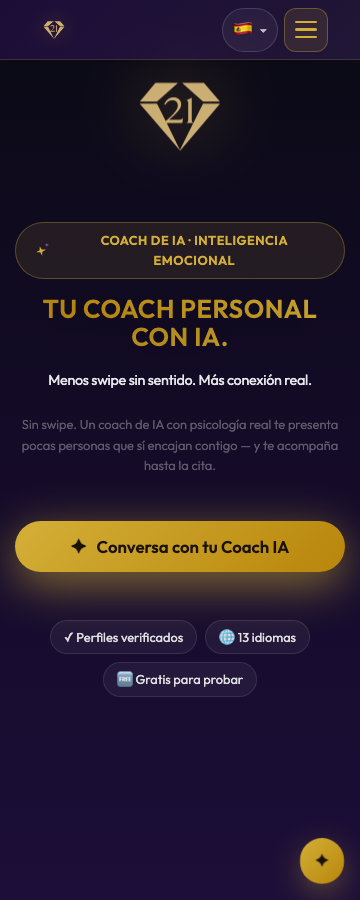 21
21
COACH DE IA · INTELIGENCIA
EMOCIONAL
TU COACH PERSONAL
CON IA.
Menos swipe sin sentido. Más conexión real.
Sin swipe. Un coach de IA con psicología real te presenta
pocas personas que sí encajan contigo — y te acompaña
hasta la cita.
Conversa con tu Coach IA
✓ Perfiles verificados
13 idiomas
FREE Gratis para probar